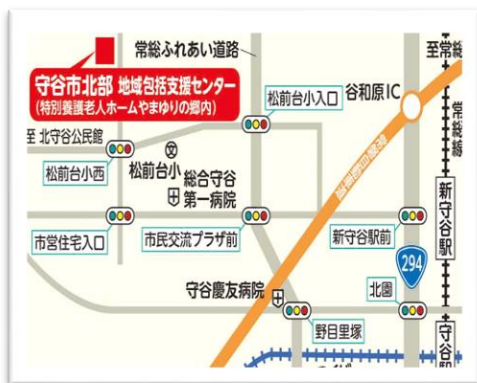 常総ふれあい道路
至常総
守谷市北部 地域包括支援センター
(特別養護老人ホームやまゆりの郷内)
松前台小入口
谷和原IC
至 北守谷公民館
常総線
松前台小西
文
松前台小
総合守谷
第一病院
常磐自動車道
新守谷駅
市営住宅入口
市民交流プラザ前
新守谷駅前
294
守谷慶友病院
北園
野目里塚
守谷駅